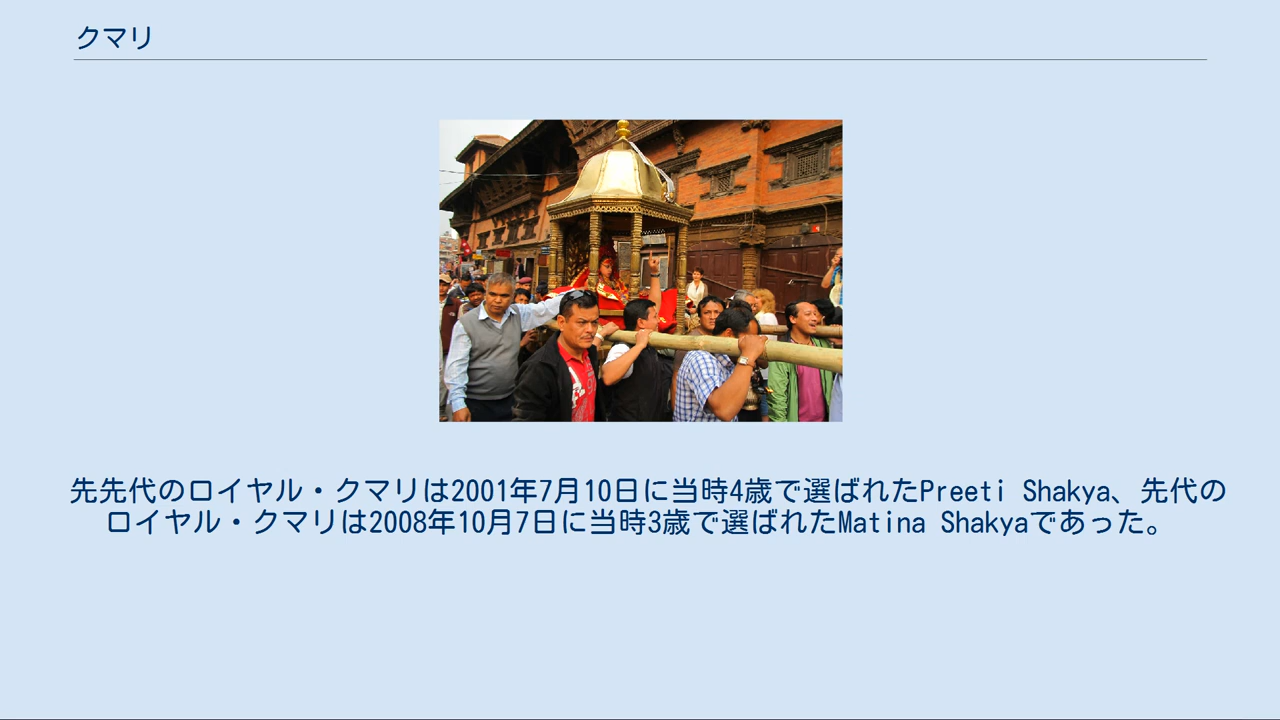 クマリ
先先代のロイヤル・クマリは2001年7月10日に当時4歳で選ばれたPreeti Shakya、先代の
ロイヤル・クマリは2008年10月7日に当時3歳で選ばれたMatina Shakyaであった。